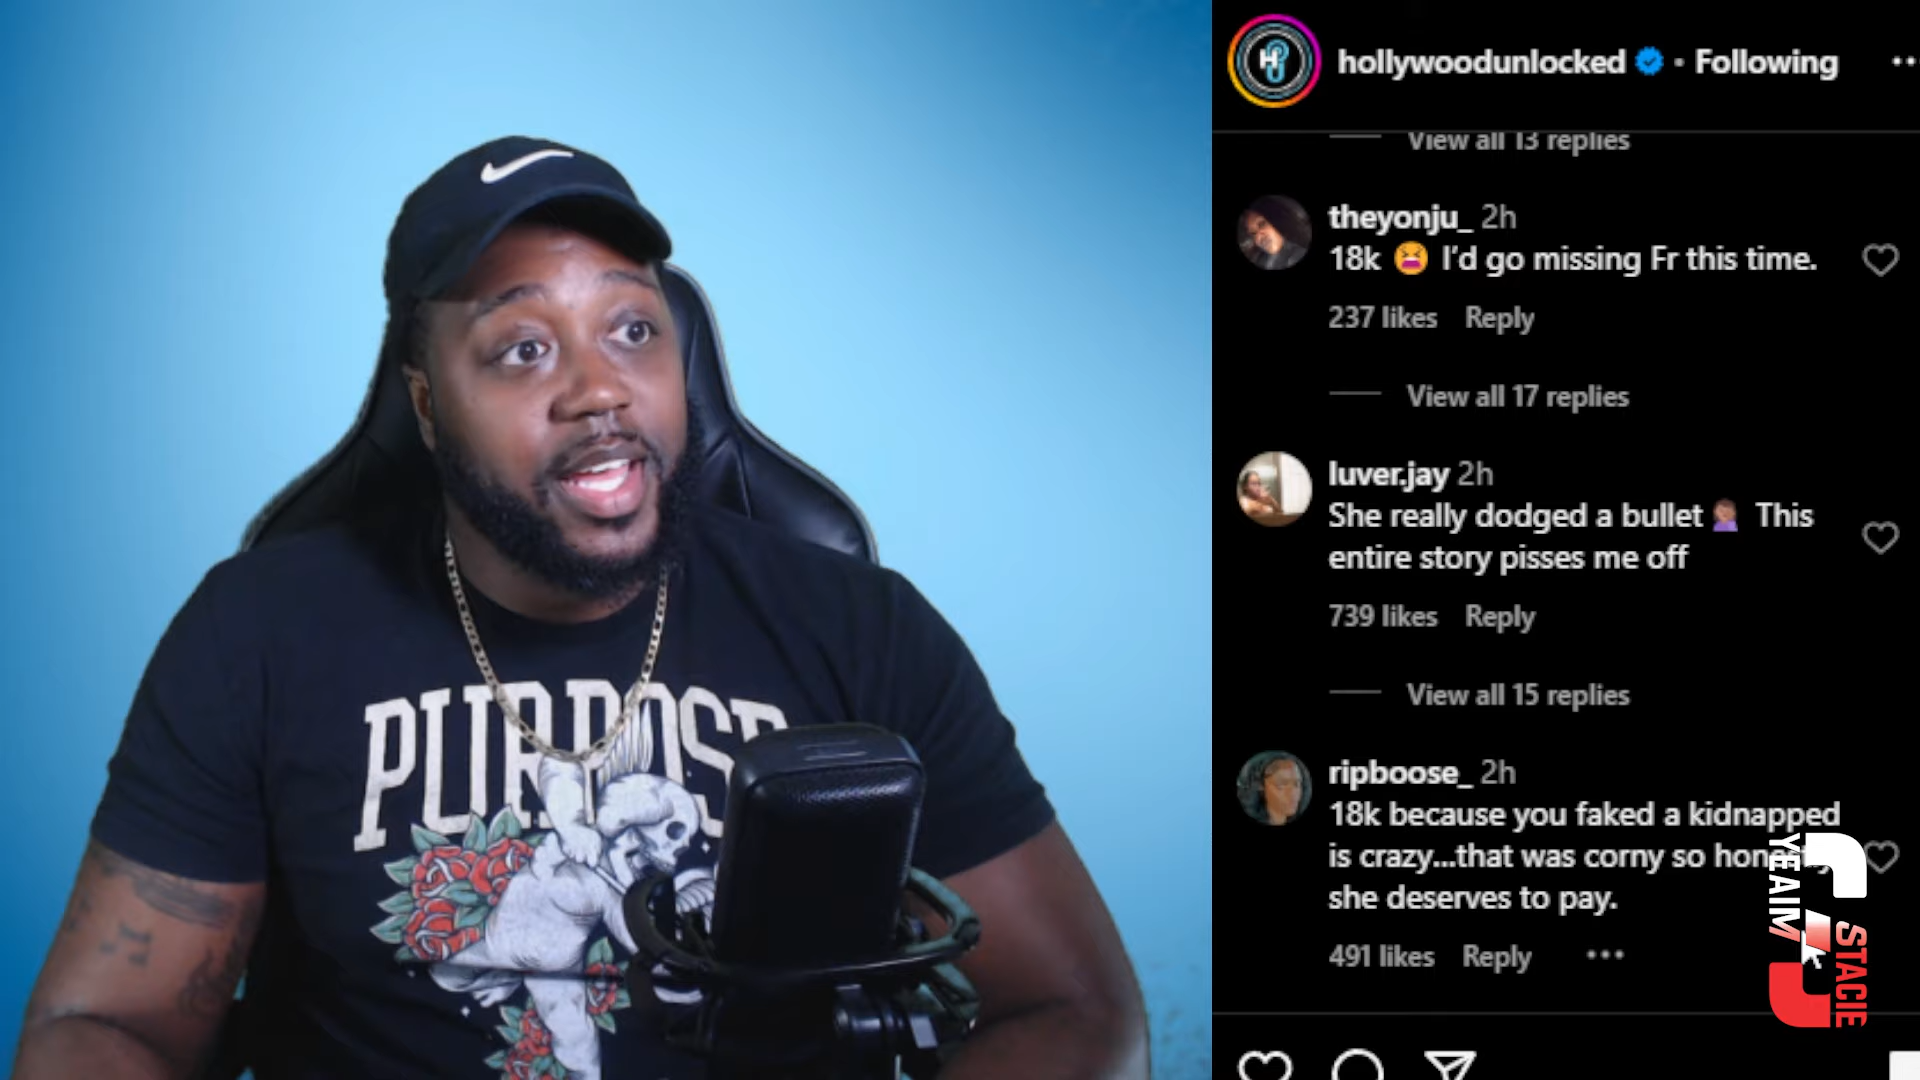 PURPOSE
hollywoodunlocked • Following
View all 13 replies
theyonju_ 2h
18k 😫 I'd go missing Fr this time.
237 likes Reply
View all 17 replies
luver.jay 2h
She really dodged a bullet 🤦🏽‍♀️ This
entire story pisses me off
739 likes Reply
View all 15 replies
ripboose_ 2h
18k because you faked a kidnapped
is crazy...that was corny so honestly
she deserves to pay.
491 likes Reply
YEAIM
STACIE